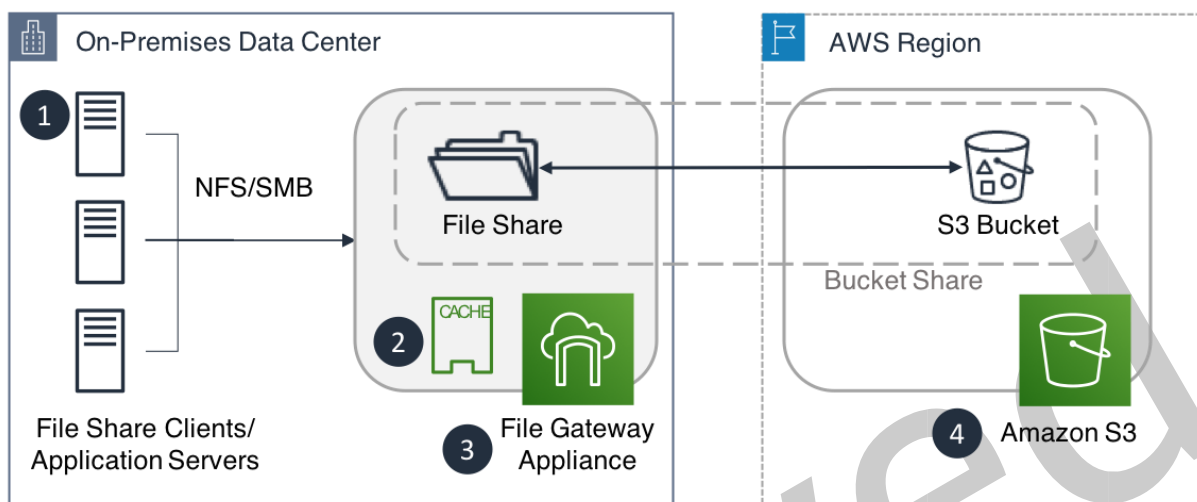 On-Premises Data Center
AWS Region
1
NFS/SMB
File Share
S3 Bucket
Bucket Share
CACHE
2
File Share Clients/
Application Servers
3
File Gateway
Appliance
4
Amazon S3